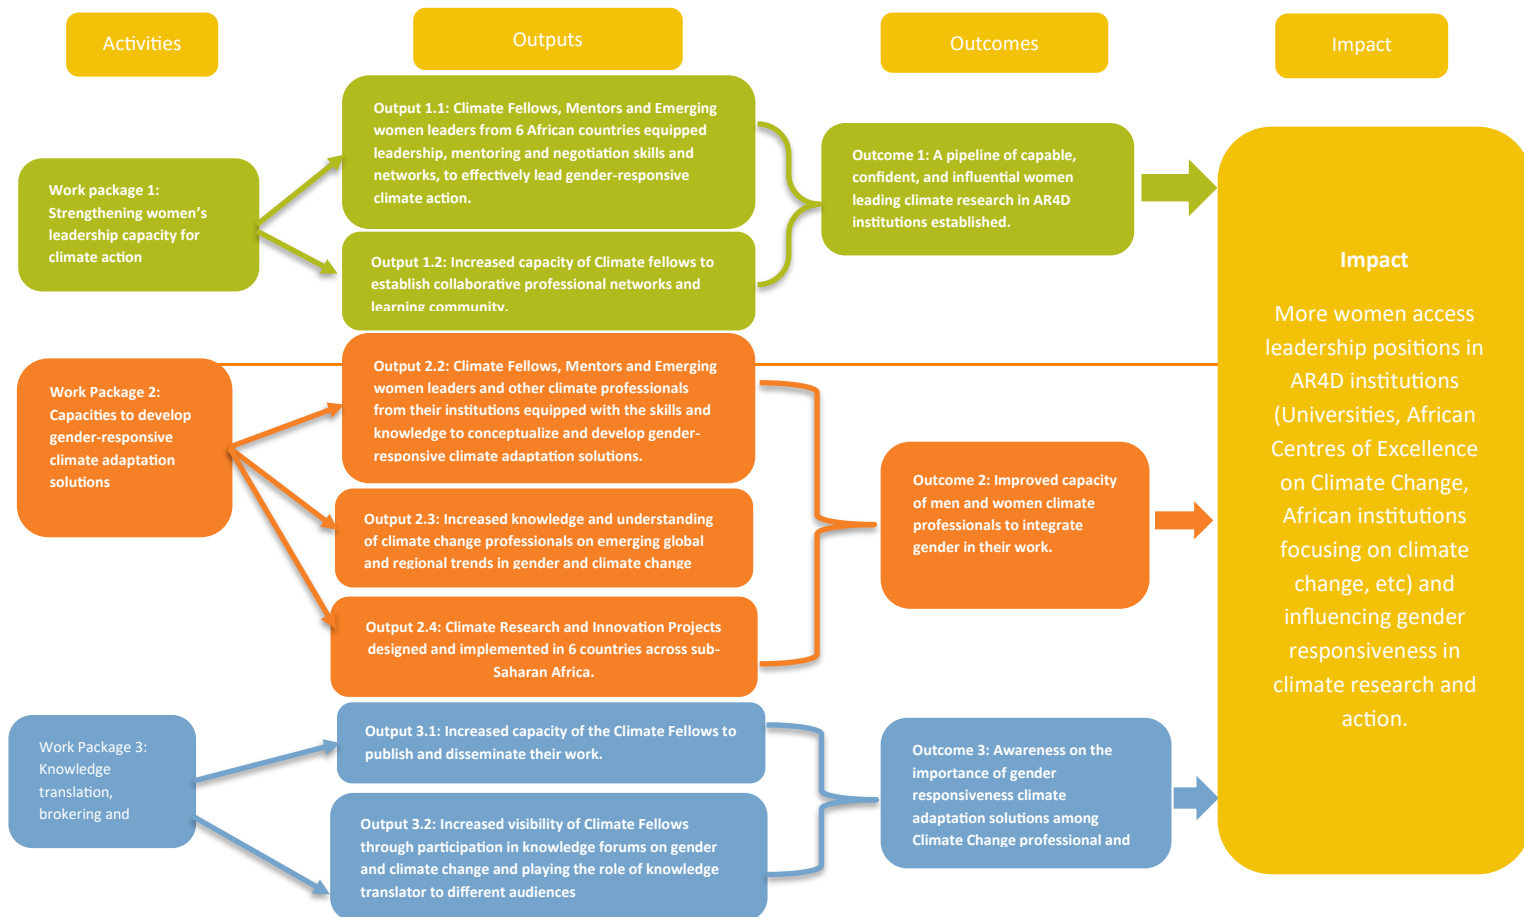 Activities
Outputs
Outcomes
Impact
Work package 1:
Strengthening women's
leadership capacity for
climate action
Output 1.1: Climate Fellows, Mentors and Emerging
women leaders from 6 African countries equipped
leadership, mentoring and negotiation skills and
networks, to effectively lead gender-responsive
climate action.
Output 1.2: Increased capacity of Climate fellows to
establish collaborative professional networks and
learning community.
Outcome 1: A pipeline of capable,
confident, and influential women
leading climate research in AR4D
institutions established.
Work Package 2:
Capacities to develop
gender-responsive
climate adaptation
solutions
Output 2.2: Climate Fellows, Mentors and Emerging
women leaders and other climate professionals
from their institutions equipped with the skills and
knowledge to conceptualize and develop gender-
responsive climate adaptation solutions.
Output 2.3: Increased knowledge and understanding
of climate change professionals on emerging global
and regional trends in gender and climate change
Output 2.4: Climate Research and Innovation Projects
designed and implemented in 6 countries across sub-
Saharan Africa.
Outcome 2: Improved capacity
of men and women climate
professionals to integrate
gender in their work.
Work Package 3:
Knowledge
translation,
brokering and
Output 3.1: Increased capacity of the Climate Fellows to
publish and disseminate their work.
Output 3.2: Increased visibility of Climate Fellows
through participation in knowledge forums on gender
and climate change and playing the role of knowledge
translator to different audiences
Outcome 3: Awareness on the
importance of gender
responsiveness climate
adaptation solutions among
Climate Change professional and
Impact
More women access
leadership positions in
AR4D institutions
(Universities, African
Centres of Excellence
on Climate Change,
African institutions
focusing on climate
change, etc) and
influencing gender
responsiveness in
climate research and
action.